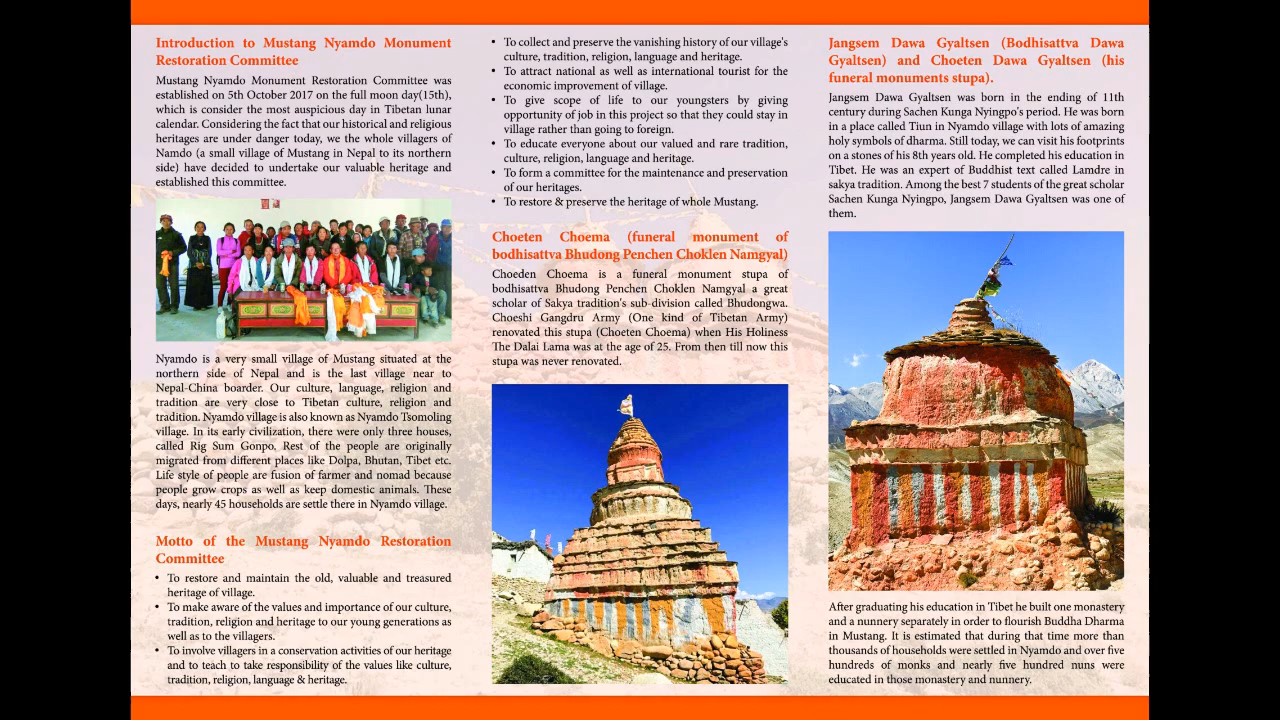 Introduction to Mustang Nyamdo Monument
Restoration Committee
Mustang Nyamdo Monument Restoration Committee was
established on 5th October 2017 on the full moon day(15th),
which is consider the most auspicious day in Tibetan lunar
calendar. Considering the fact that our historical and religious
heritages are under danger today, we the whole villagers of
Namdo (a small village of Mustang in Nepal to its northern
side) have decided to undertake our valuable heritage and
established this committee.
Nyamdo is a very small village of Mustang situated at the
northern side of Nepal and is the last village near to
Nepal-China boarder. Our culture, language, religion and
tradition are very close to Tibetan culture, religion and
tradition. Nyamdo village is also known as Nyamdo Tsomoling
village. In its early civilization, there were only three houses,
called Rig Sum Gonpo. Rest of the people are originally
migrated from different places like Dolpa, Bhutan, Tibet etc.
Life style of people are fusion of farmer and nomad because
people grow crops as well as keep domestic animals. These
days, nearly 45 households are settle there in Nyamdo village.
Motto of the Mustang Nyamdo Restoration
Committee
• To restore and maintain the old, valuable and treasured
heritage of village.
• To make aware of the values and importance of our culture,
tradition, religion and heritage to our young generations as
well as to the villagers.
• To involve villagers in a conservation activities of our heritage
and to teach to take responsibility of the values like culture,
tradition, religion, language & heritage.
• To collect and preserve the vanishing history of our village's
culture, tradition, religion, language and heritage.
• To attract national as well as international tourist for the
economic improvement of village.
• To give scope of life to our youngsters by giving
opportunity of job in this project so that they could stay in
village rather than going to foreign.
• To educate everyone about our valued and rare tradition,
culture, religion, language and heritage.
• To form a committee for the maintenance and preservation
of our heritages.
• To restore & preserve the heritage of whole Mustang.
Choeten Choema (funeral monument of
bodhisattva Bhudong Penchen Choklen Namgyal)
Choeden Choema is a funeral monument stupa of
bodhisattva Bhudong Penchen Choklen Namgyal a great
scholar of Sakya tradition's sub-division called Bhudongwa.
Choeshi Gangdru Army (One kind of Tibetan Army)
renovated this stupa (Choeten Choema) when His Holiness
The Dalai Lama was at the age of 25. From then till now this
stupa was never renovated.
Jangsem Dawa Gyaltsen (Bodhisattva Dawa
Gyaltsen) and Choeten Dawa Gyaltsen (his
funeral monuments stupa).
Jangsem Dawa Gyaltsen was born in the ending of 11th
century during Sachen Kunga Nyingpo's period. He was born
in a place called Tiun in Nyamdo village with lots of amazing
holy symbols of dharma. Still today, we can visit his footprints
on a stones of his 8th years old. He completed his education in
Tibet. He was an expert of Buddhist text called Lamdre in
sakya tradition. Among the best 7 students of the great scholar
Sachen Kunga Nyingpo, Jangsem Dawa Gyaltsen was one of
them.
After graduating his education in Tibet he built one monastery
and a nunnery separately in order to flourish Buddha Dharma
in Mustang. It is estimated that during that time more than
thousands of households were settled in Nyamdo and over five
hundreds of monks and nearly five hundred nuns were
educated in those monastery and nunnery.